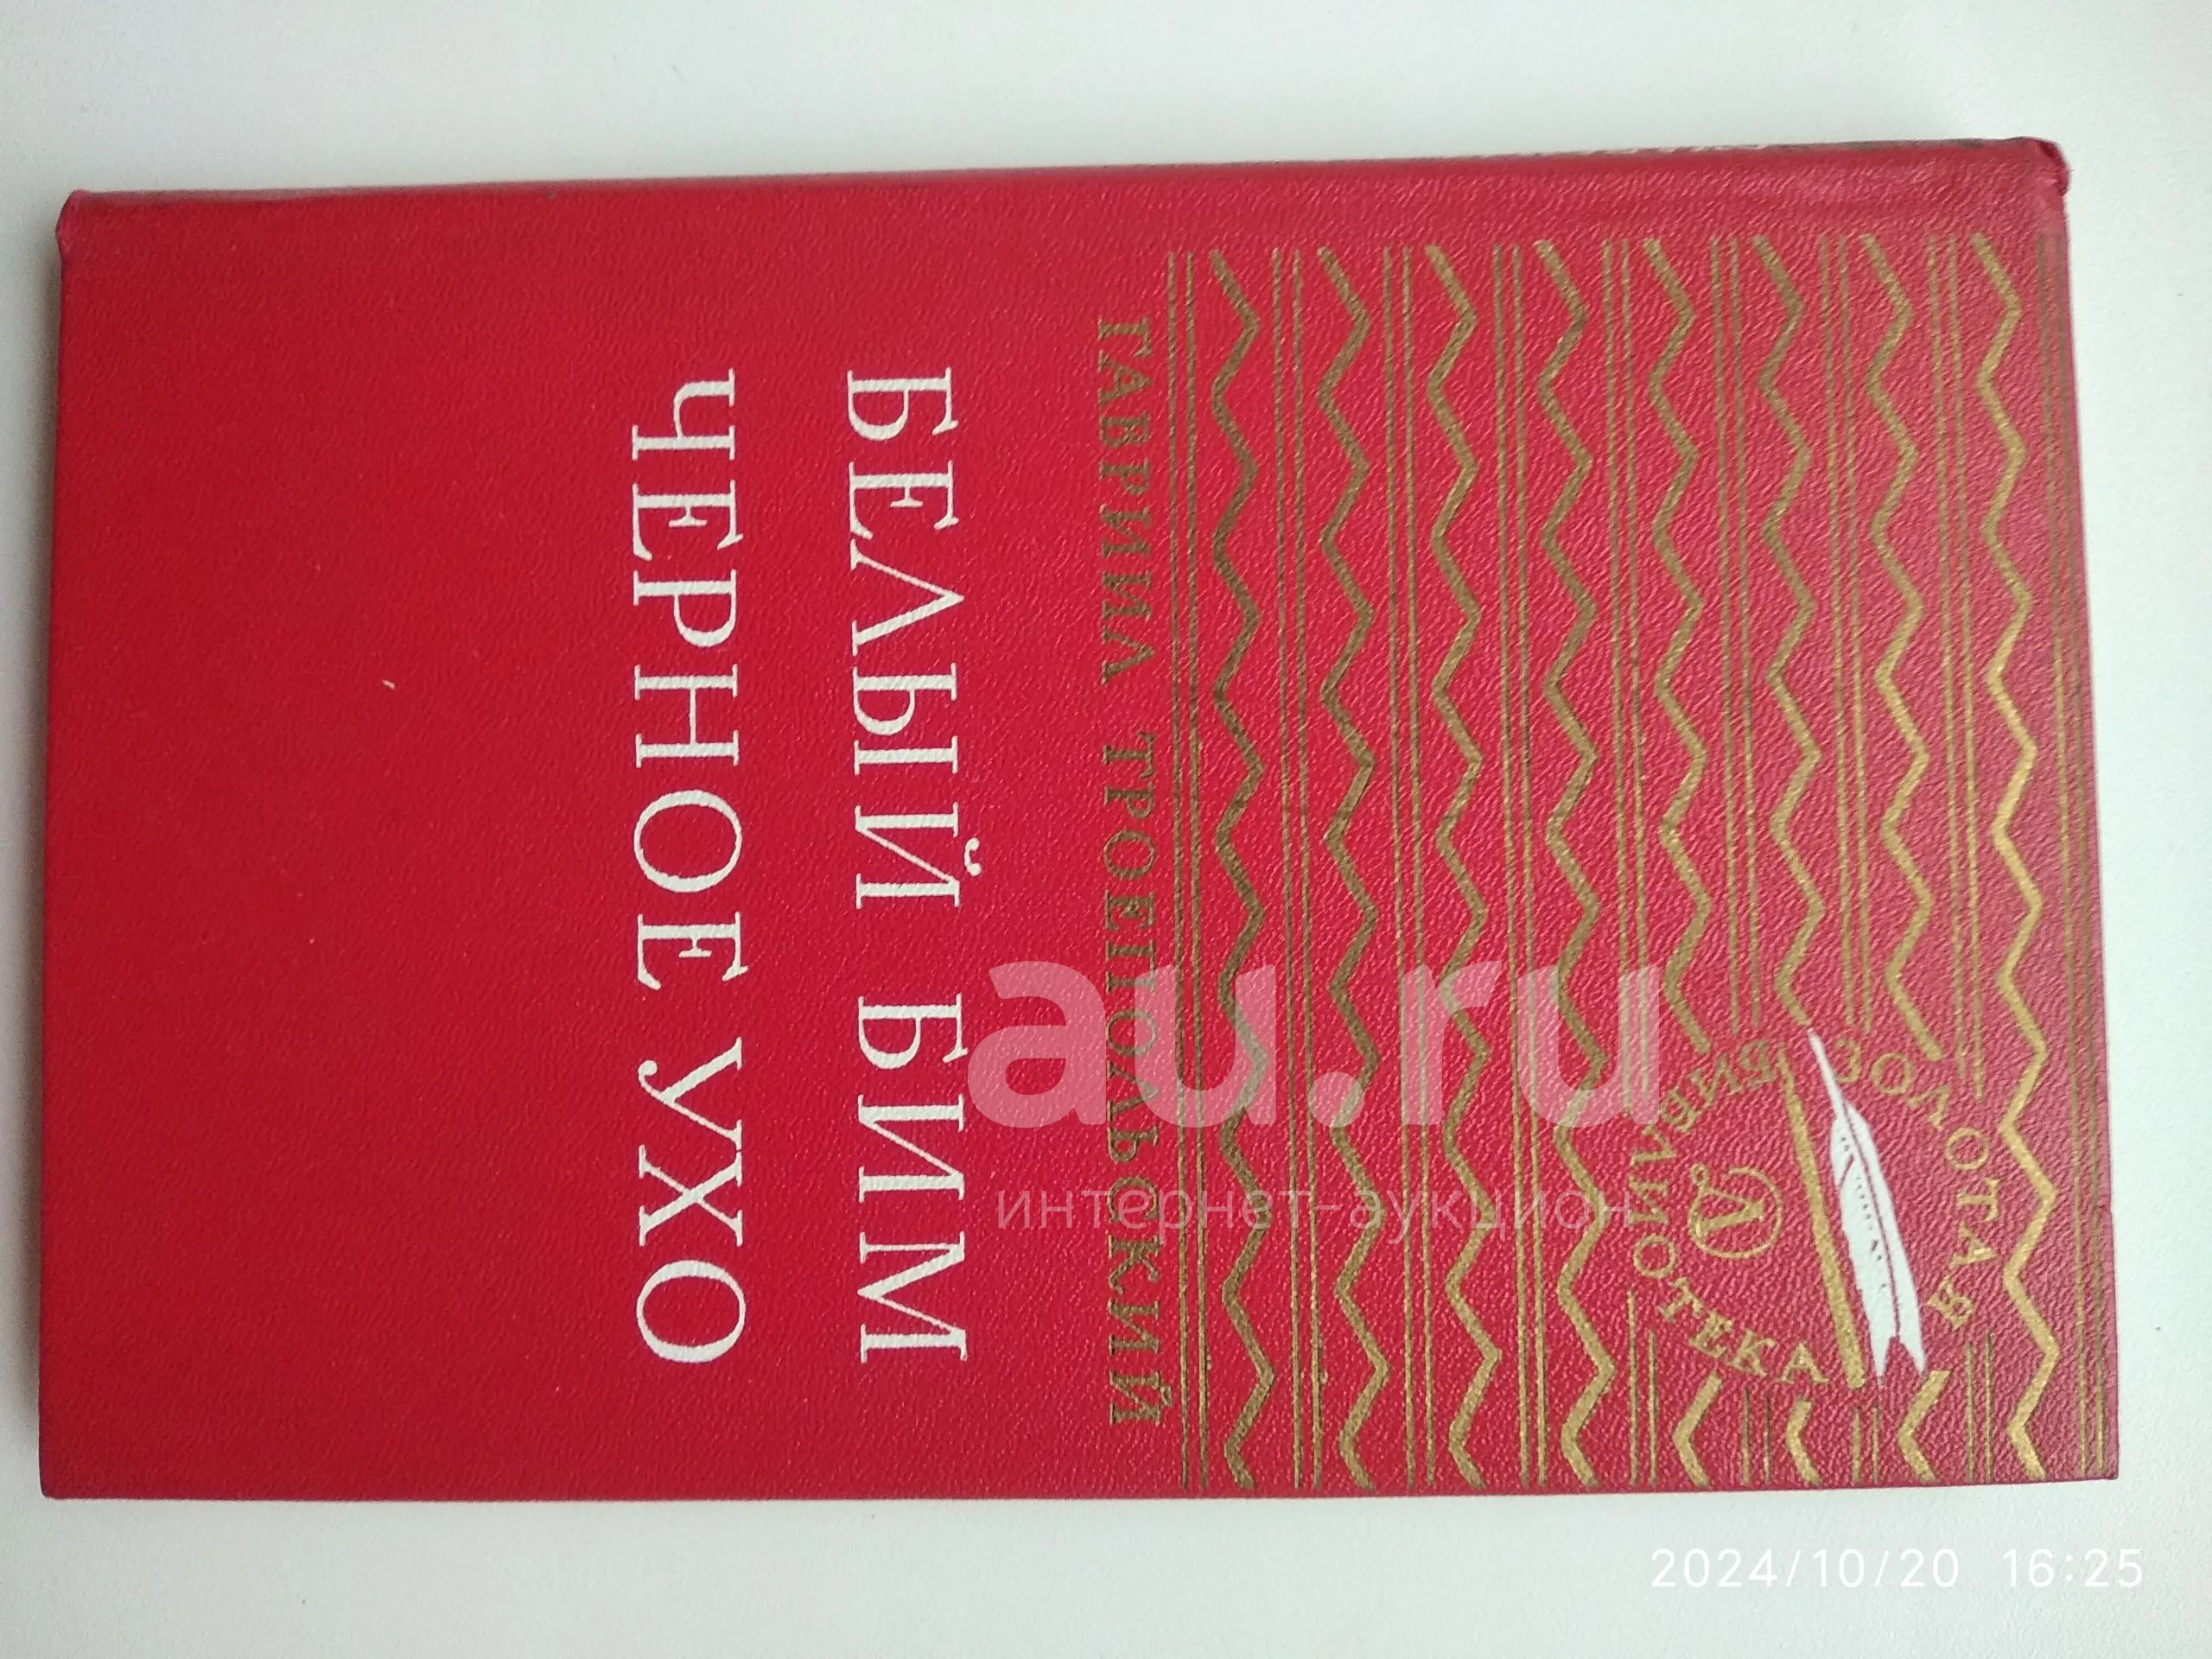 ЗОЛОТАЯ
БИБЛИОТЕКА
ГАВРИИЛ ТРОЕПОЛЬСКИЙ
БЕЛЫЙ БИМ
ЧЕРНОЕ УХО
au.ru
интернет-аукцион
2024/10/20 16:25